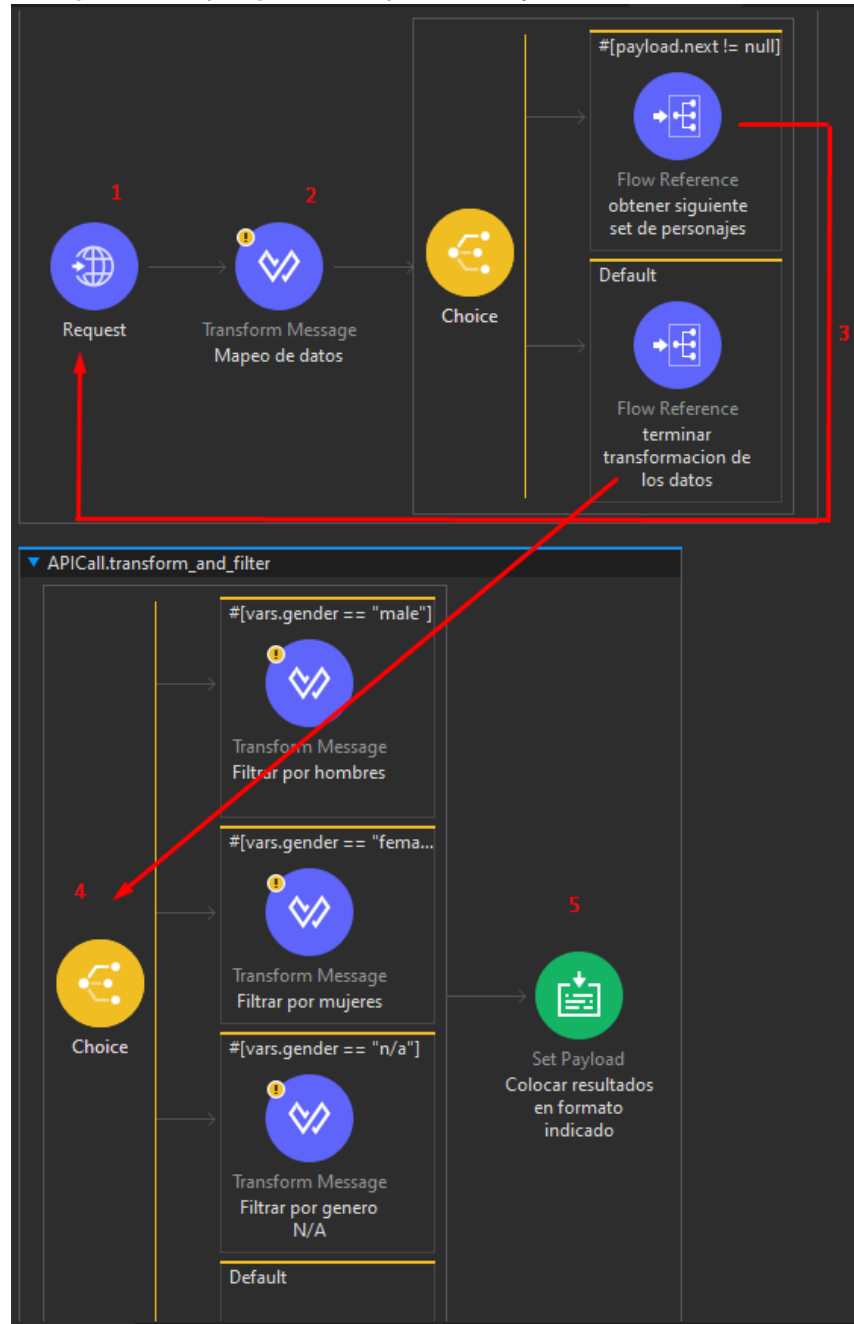 #[payload.next != null]
Flow Reference
obtener siguiente
set de personajes
1
2
Request
Transform Message
Mapeo de datos
Choice
Default
3
Flow Reference
terminar
transformacion de
los datos
APICall.transform_and_filter
#[vars.gender == "male"]
Transform Message
Filtrar por hombres
#[vars.gender == "fema...
4
Transform Message
Filtrar por mujeres
5
Choice
#[vars.gender == "n/a"]
Set Payload
Colocar resultados
en formato
indicado
Transform Message
Filtrar por genero
N/A
Default